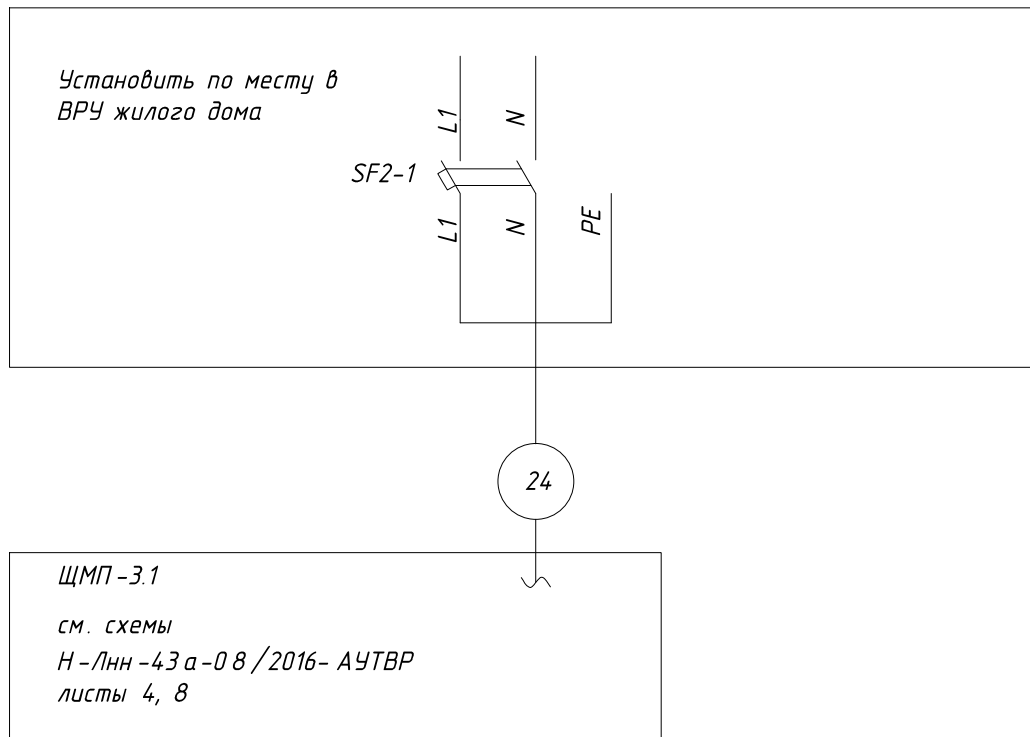 Установить по месту в
ВРУ жилого дома
L1
N
SF2-1
L1
N
PE
24
ЩМП-3.1
см. схемы
Н-Лнн-43а-08/2016-АУТВР
листы 4, 8